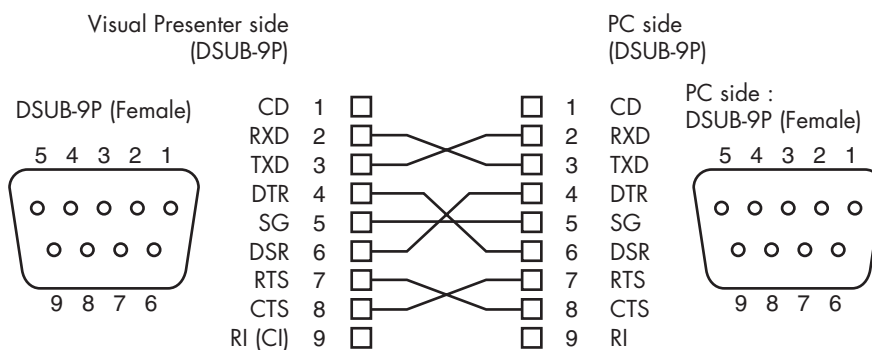 Visual Presenter side
(DSUB-9P)
PC side
(DSUB-9P)
DSUB-9P (Female)
5 4 3 2 1
9 8 7 6
CD 1
RXD 2
TXD 3
DTR 4
SG 5
DSR 6
RTS 7
CTS 8
RI (CI) 9
1 CD
2 RXD
3 TXD
4 DTR
5 SG
6 DSR
7 RTS
8 CTS
9 RI
PC side :
DSUB-9P (Female)
5 4 3 2 1
9 8 7 6